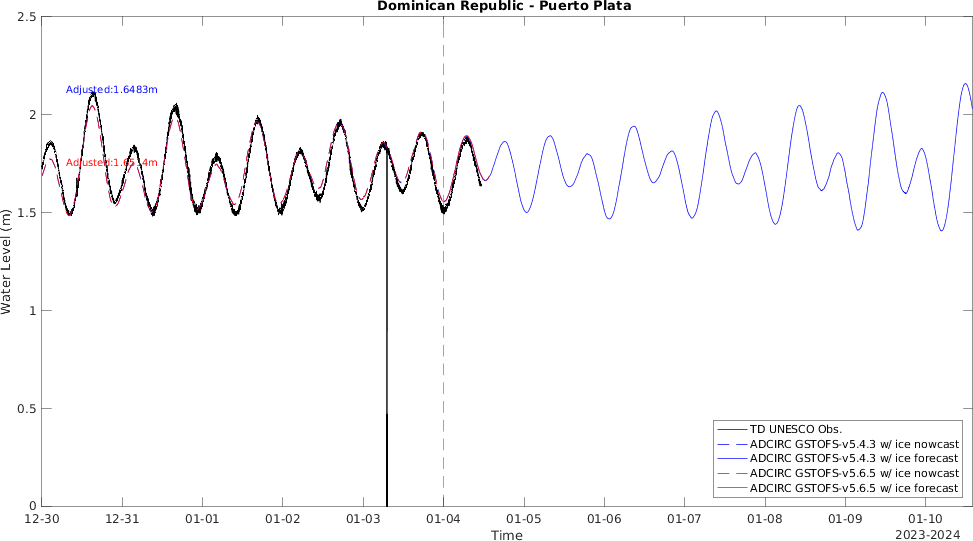 Dominican Republic - Puerto Plata
2.5
2
1.5
1
0.5
0
Water Level (m)
Adjusted:1.6483m
Adjusted:1.6514m
TD UNESCO Obs.
ADCIRC GSTOFS-v5.4.3 w/ ice nowcast
ADCIRC GSTOFS-v5.4.3 w/ ice forecast
ADCIRC GSTOFS-v5.6.5 w/ ice nowcast
ADCIRC GSTOFS-v5.6.5 w/ ice forecast
12-30 12-31 01-01 01-02 01-03 01-04 01-05 01-06 01-07 01-08 01-09 01-10
Time
2023-2024